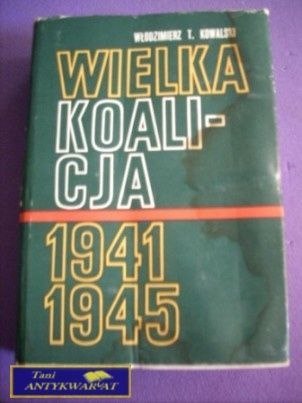 WŁODZIMIERZ T. KOWALSKI
WIELKA
KOALI-
CJA
1941
1945
Tani
ANTYKWARIAT